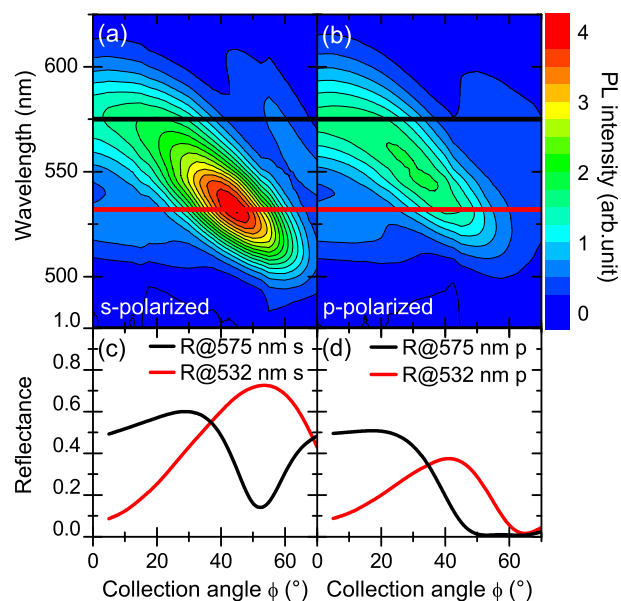 (a)
(b)
600
550
500
Wavelength (nm)
s-polarized
p-polarized
4
3
2
1
0
PL intensity (arb.unit)
(c)
(d)
R@575 nm s
R@532 nm s
R@575 nm p
R@532 nm p
1.0
0.8
0.6
0.4
0.2
0.0
Reflectance
0 20 40 60 0 20 40 60
Collection angle ϕ (°) Collection angle ϕ (°)